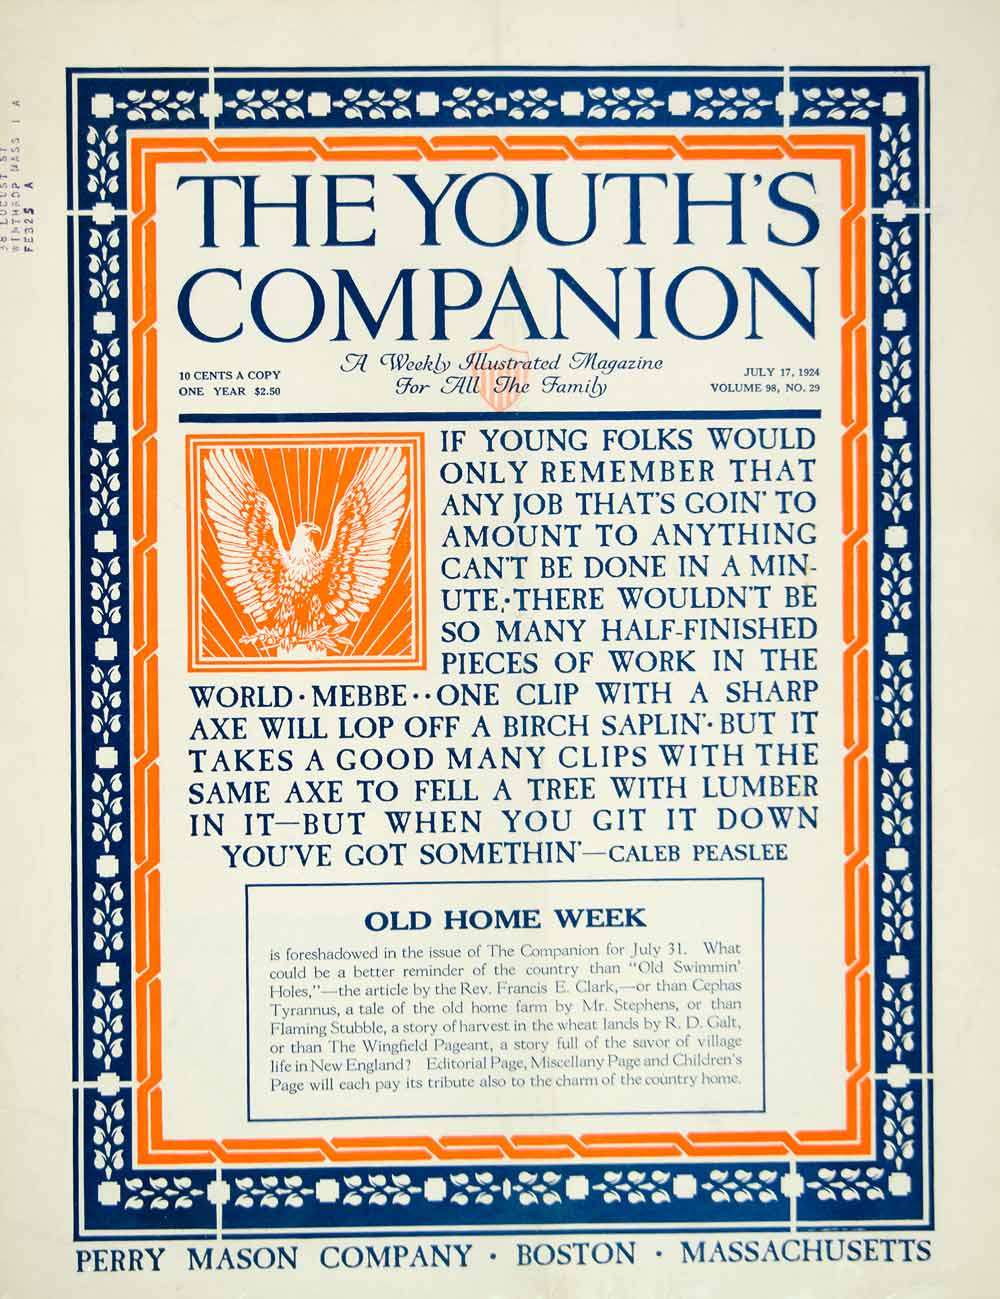 THE YOUTH'S
COMPANION
A Weekly Illustrated Magazine
For All The Family
10 CENTS A COPY
ONE YEAR $2.50
JULY 17, 1924
VOLUME 98, NO. 29
IF YOUNG FOLKS WOULD
ONLY REMEMBER THAT
ANY JOB THAT'S GOIN' TO
AMOUNT TO ANYTHING
CAN'T BE DONE IN A MIN-
UTE,·THERE WOULDN'T BE
SO MANY HALF-FINISHED
PIECES OF WORK IN THE
WORLD·MEBBE··ONE CLIP WITH A SHARP
AXE WILL LOP OFF A BIRCH SAPLIN'·BUT IT
TAKES A GOOD MANY CLIPS WITH THE
SAME AXE TO FELL A TREE WITH LUMBER
IN IT—BUT WHEN YOU GIT IT DOWN
YOU'VE GOT SOMETHIN'—CALEB PEASLEE
OLD HOME WEEK
is foreshadowed in the issue of The Companion for July 31. What
could be a better reminder of the country than "Old Swimmin'
Holes,"—the article by the Rev. Francis E. Clark,—or than Cephas
Tyrannus, a tale of the old home farm by Mr. Stephens, or than
Flaming Stubble, a story of harvest in the wheat lands by R. D. Galt,
or than The Wingfield Pageant, a story full of the savor of village
life in New England? Editorial Page, Miscellany Page and Children's
Page will each pay its tribute also to the charm of the country home.
PERRY MASON COMPANY · BOSTON · MASSACHUSETTS
LOCUST ST
WINTHROP MASS 1 A
FE325 A